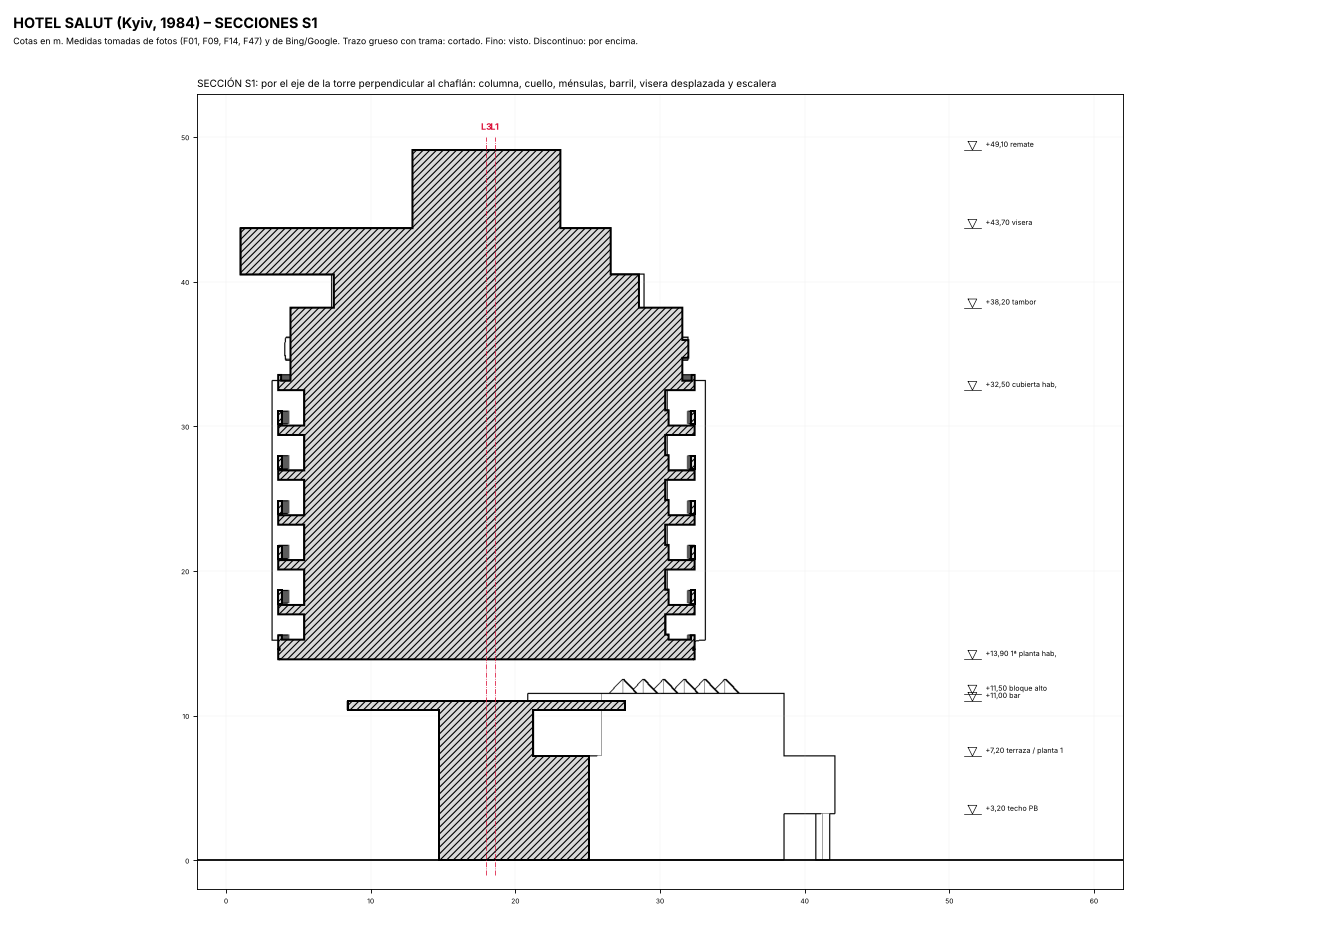 HOTEL SALUT (Kyiv, 1984) – SECCIONES S1
Cotas en m. Medidas tomadas de fotos (F01, F09, F14, F47) y de Bing/Google. Trazo grueso con trama: cortado. Fino: visto. Discontinuo: por encima.
SECCIÓN S1: por el eje de la torre perpendicular al chaflán: columna, cuello, ménsulas, barril, visera desplazada y escalera
L3 L1
50
+49,10 remate
+43,70 visera
40
+38,20 tambor
+32,50 cubierta hab,
30
20
+13,90 1ª planta hab,
+11,50 bloque alto
+11,00 bar
10
+7,20 terraza / planta 1
+3,20 techo PB
0
0 10 20 30 40 50 60